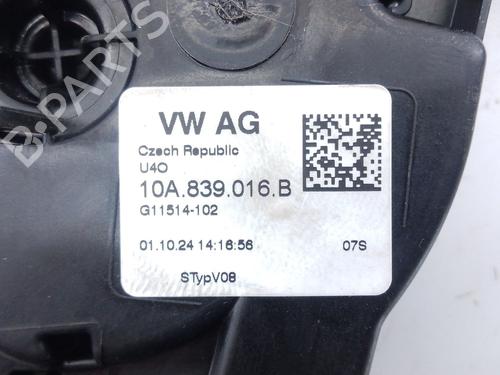 B-PARTS
VW AG
Czech Republic
U4O
10A.839.016.B
G11514-102
01.10.24 14:16:56 07S
STypV08